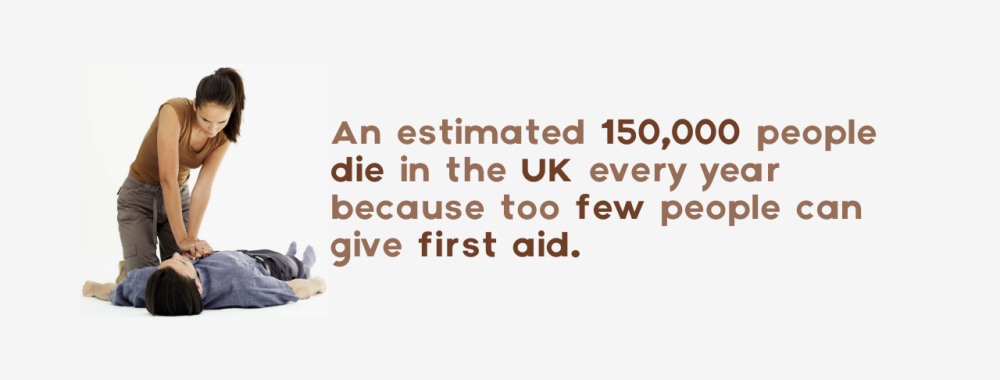 An estimated 150,000 people
die in the UK every year
because too few people can
give first aid.